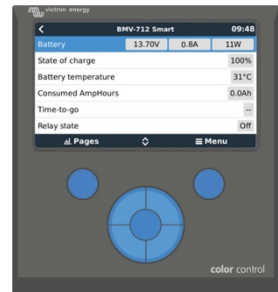 victron energy
BMV-712 Smart 09:48
Battery 13.70V 0.8A 11W
State of charge 100%
Battery temperature 31°C
Consumed AmpHours 0.0Ah
Time-to-go --
Relay state Off
Pages Menu
color control